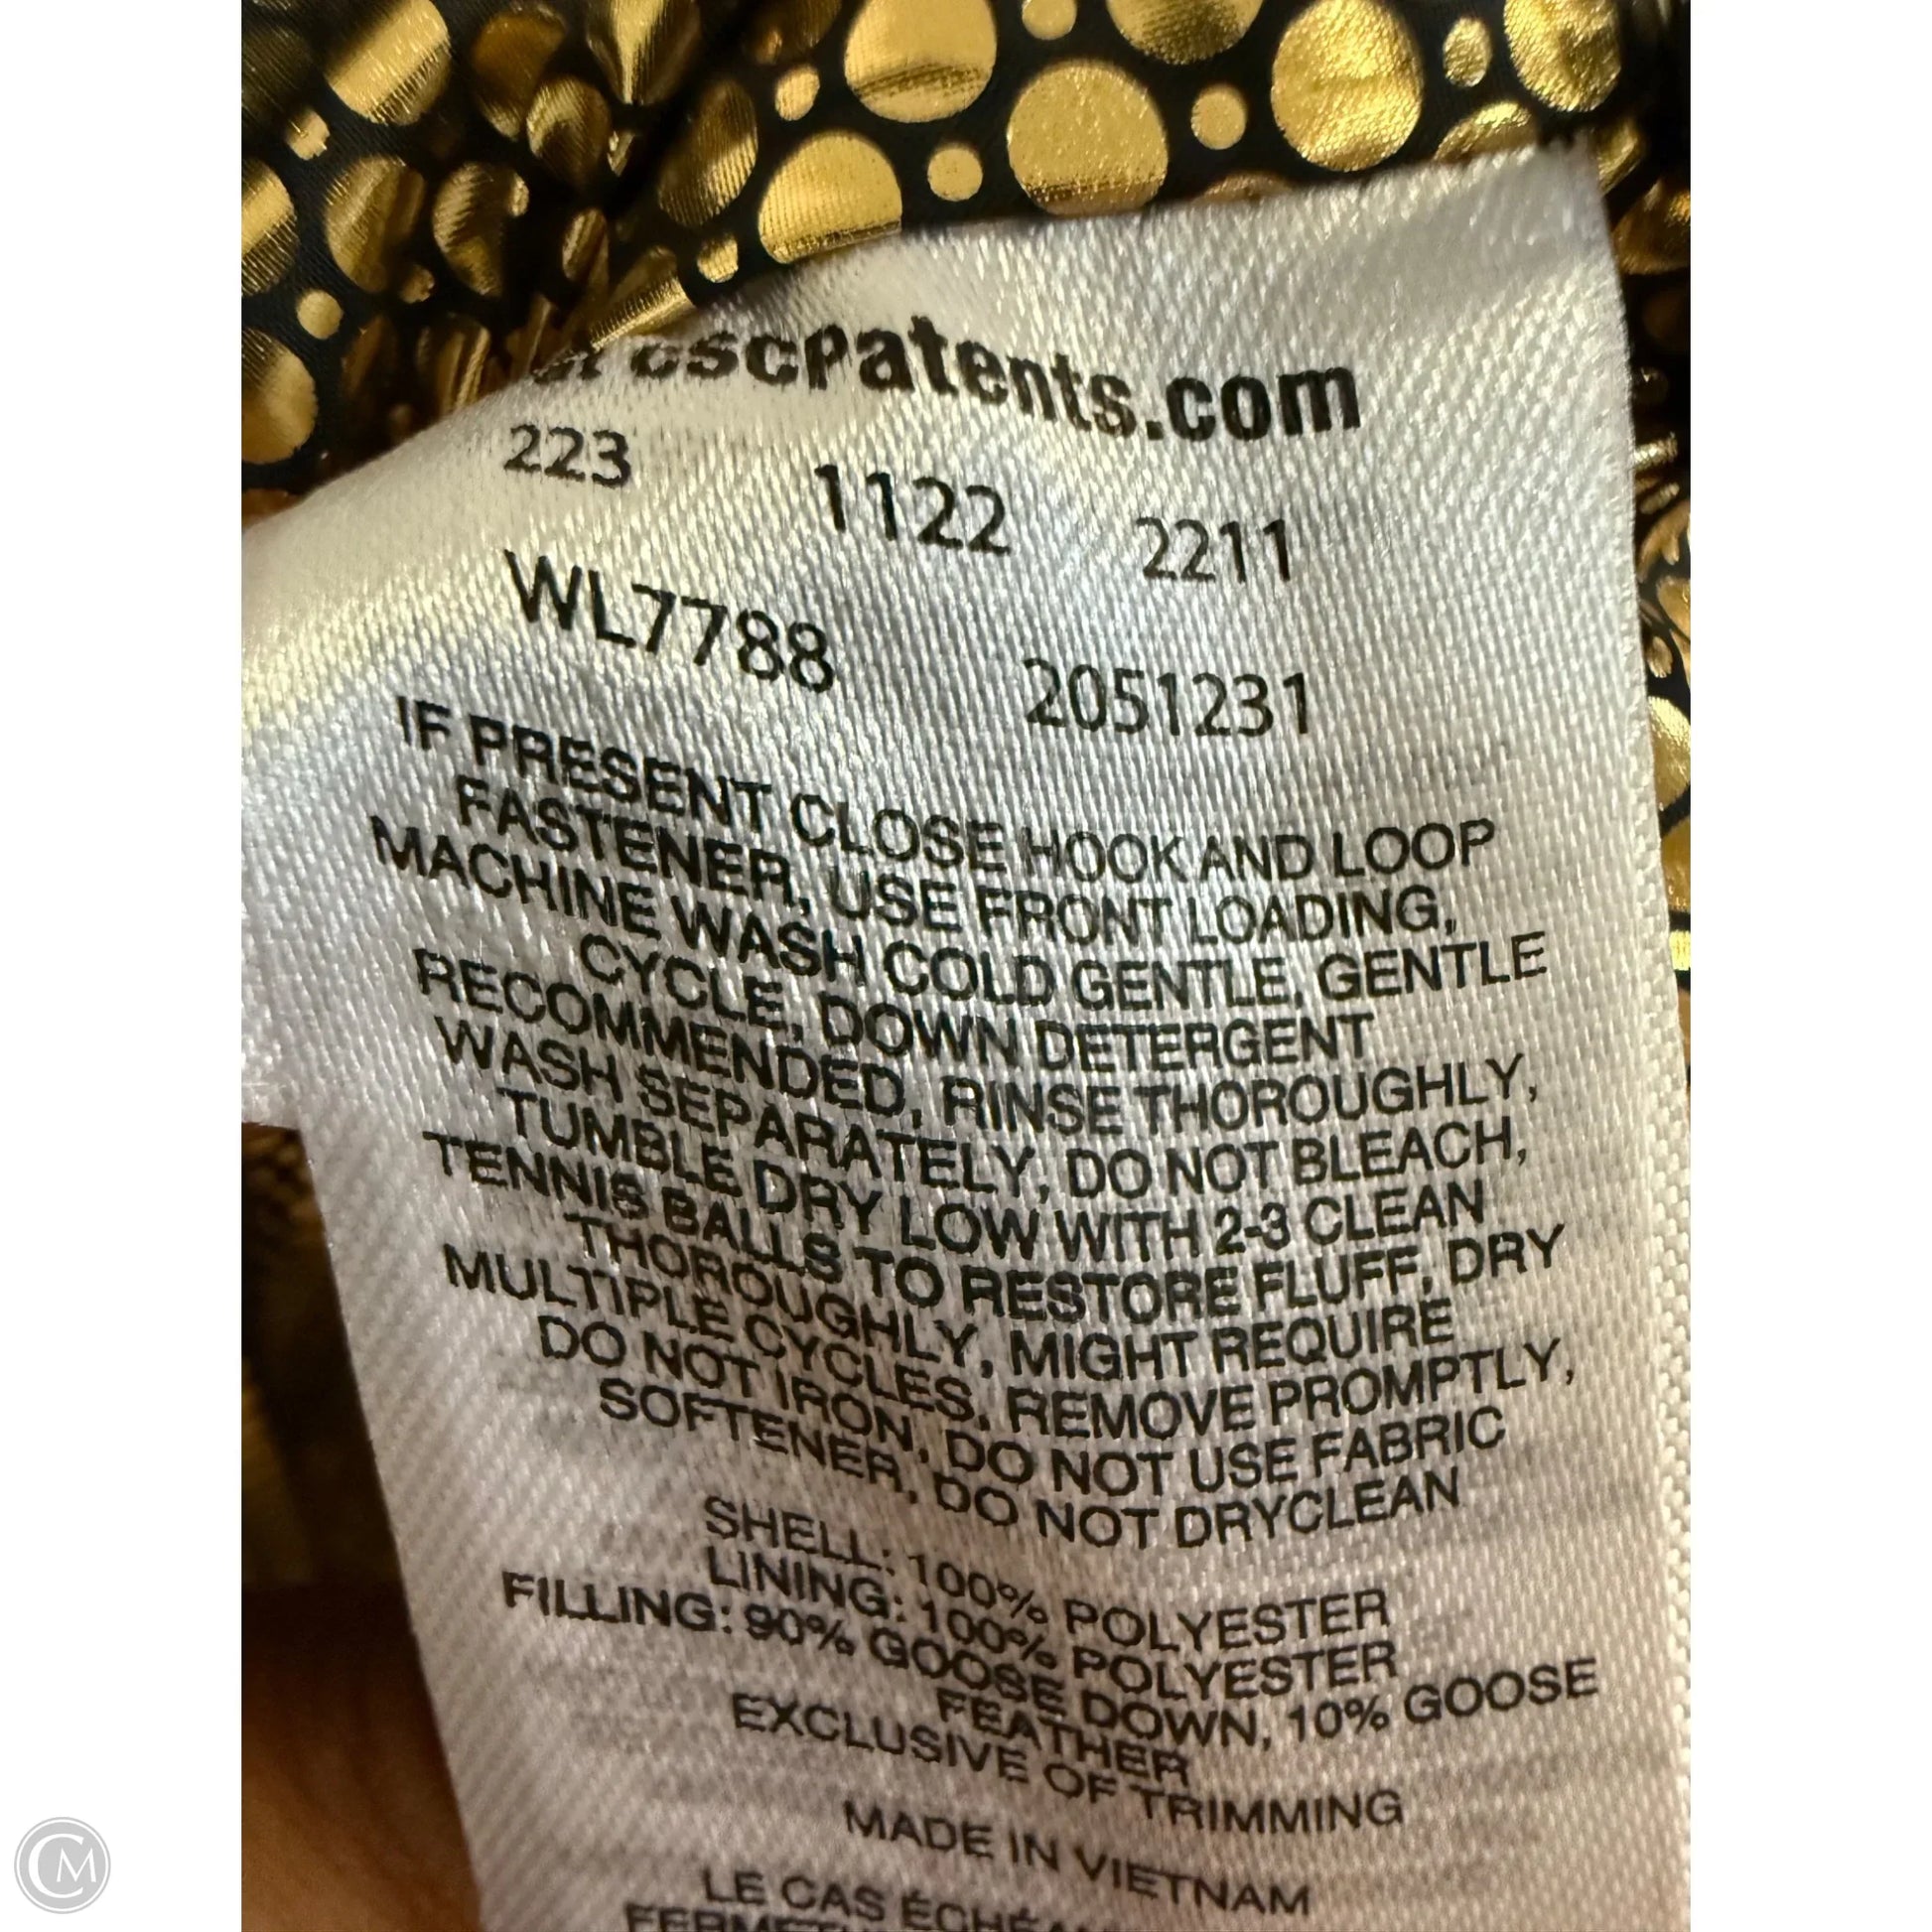 cscPatents.com
223 1122 2211
WL7788 2051231
IF PRESENT CLOSE HOOK AND LOOP
FASTENER, USE FRONT LOADING,
MACHINE WASH COLD GENTLE, GENTLE
CYCLE, DOWN DETERGENT
RECOMMENDED, RINSE THOROUGHLY,
WASH SEPARATELY, DO NOT BLEACH,
TUMBLE DRY LOW WITH 2-3 CLEAN
TENNIS BALLS TO RESTORE FLUFF, DRY
THOROUGHLY, MIGHT REQUIRE
MULTIPLE CYCLES, REMOVE PROMPTLY,
DO NOT IRON, DO NOT USE FABRIC
SOFTENER, DO NOT DRYCLEAN
SHELL: 100% POLYESTER
LINING: 100% POLYESTER
FILLING: 90% GOOSE DOWN, 10% GOOSE
FEATHER
EXCLUSIVE OF TRIMMING
MADE IN VIETNAM
LE CAS
CM